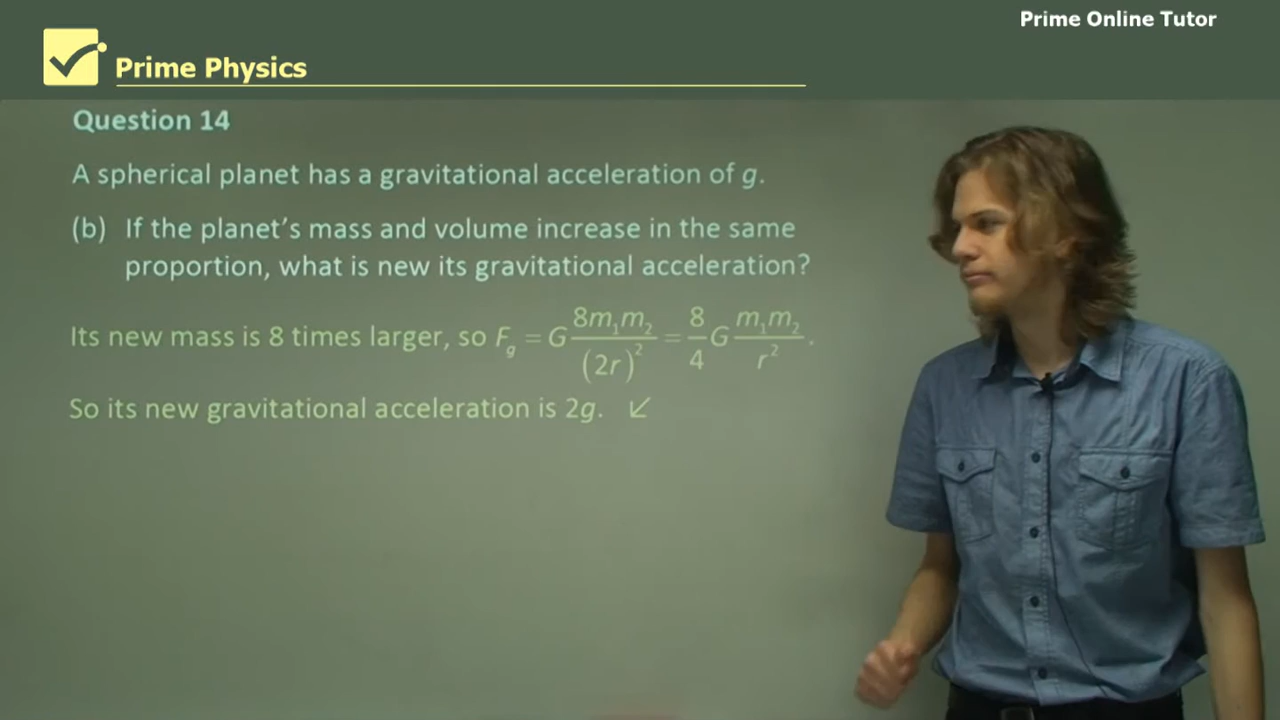 Prime Online Tutor
Prime Physics
Question 14
A spherical planet has a gravitational acceleration of g.
(b) If the planet's mass and volume increase in the same
proportion, what is new its gravitational acceleration?
Its new mass is 8 times larger, so F_g = G 8m₁m₂/(2r)² = 8/4 G m₁m₂/r².
So its new gravitational acceleration is 2g. ↙